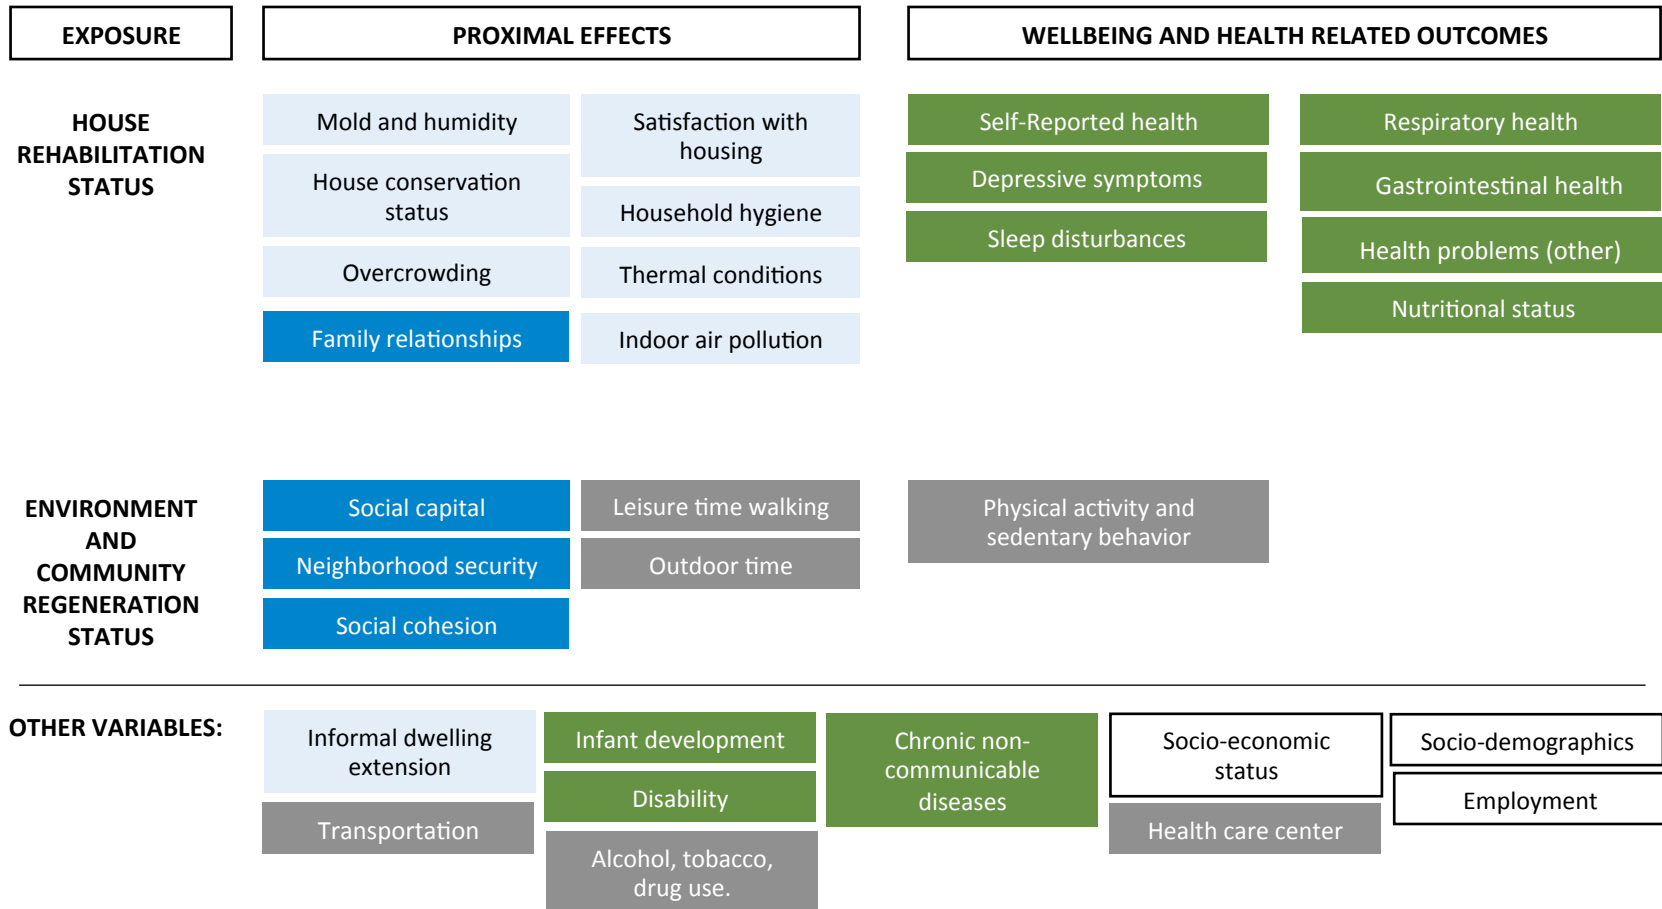 EXPOSURE
PROXIMAL EFFECTS
WELLBEING AND HEALTH RELATED OUTCOMES
HOUSE
REHABILITATION
STATUS
Mold and humidity
House conservation
status
Overcrowding
Family relationships
Satisfaction with
housing
Household hygiene
Thermal conditions
Indoor air pollution
Self-Reported health
Depressive symptoms
Sleep disturbances
Respiratory health
Gastrointestinal health
Health problems (other)
Nutritional status
ENVIRONMENT
AND
COMMUNITY
REGENERATION
STATUS
Social capital
Neighborhood security
Social cohesion
Leisure time walking
Outdoor time
Physical activity and
sedentary behavior
OTHER VARIABLES:
Informal dwelling
extension
Transportation
Infant development
Disability
Alcohol, tobacco,
drug use.
Chronic non-
communicable
diseases
Socio-economic
status
Health care center
Socio-demographics
Employment